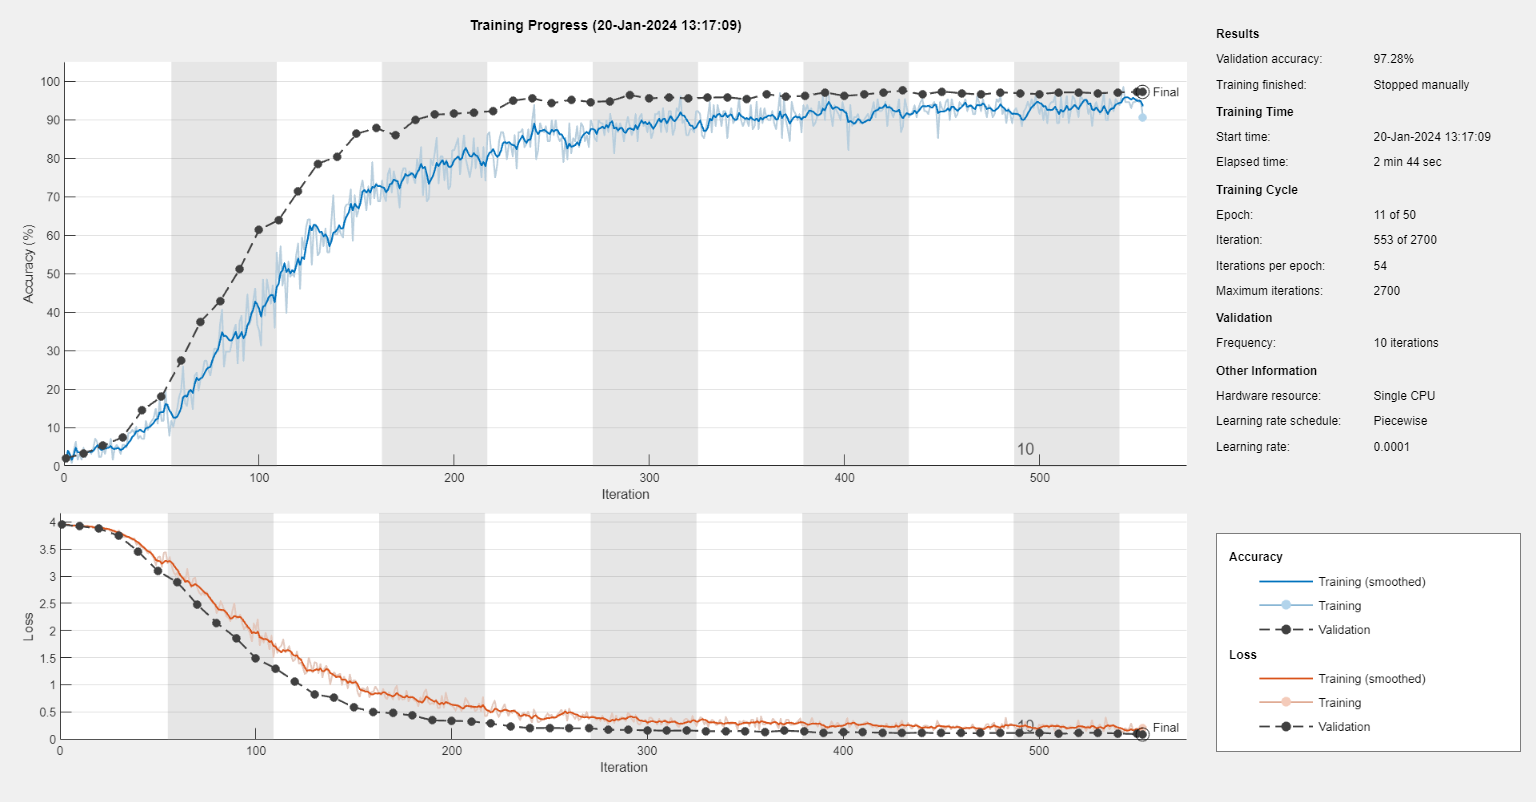 Training Progress (20-Jan-2024 13:17:09)
100
90
80
70
60
50
40
30
20
10
0
Accuracy (%)
Final
10
0
100
200
300
400
500
Iteration
4
3.5
3
2.5
2
1.5
1
0.5
0
Loss
Final
10
0
100
200
300
400
500
Iteration
Results
Validation accuracy: 97.28%
Training finished: Stopped manually
Training Time
Start time: 20-Jan-2024 13:17:09
Elapsed time: 2 min 44 sec
Training Cycle
Epoch: 11 of 50
Iteration: 553 of 2700
Iterations per epoch: 54
Maximum iterations: 2700
Validation
Frequency: 10 iterations
Other Information
Hardware resource: Single CPU
Learning rate schedule: Piecewise
Learning rate: 0.0001
Accuracy
Training (smoothed)
Training
Validation
Loss
Training (smoothed)
Training
Validation